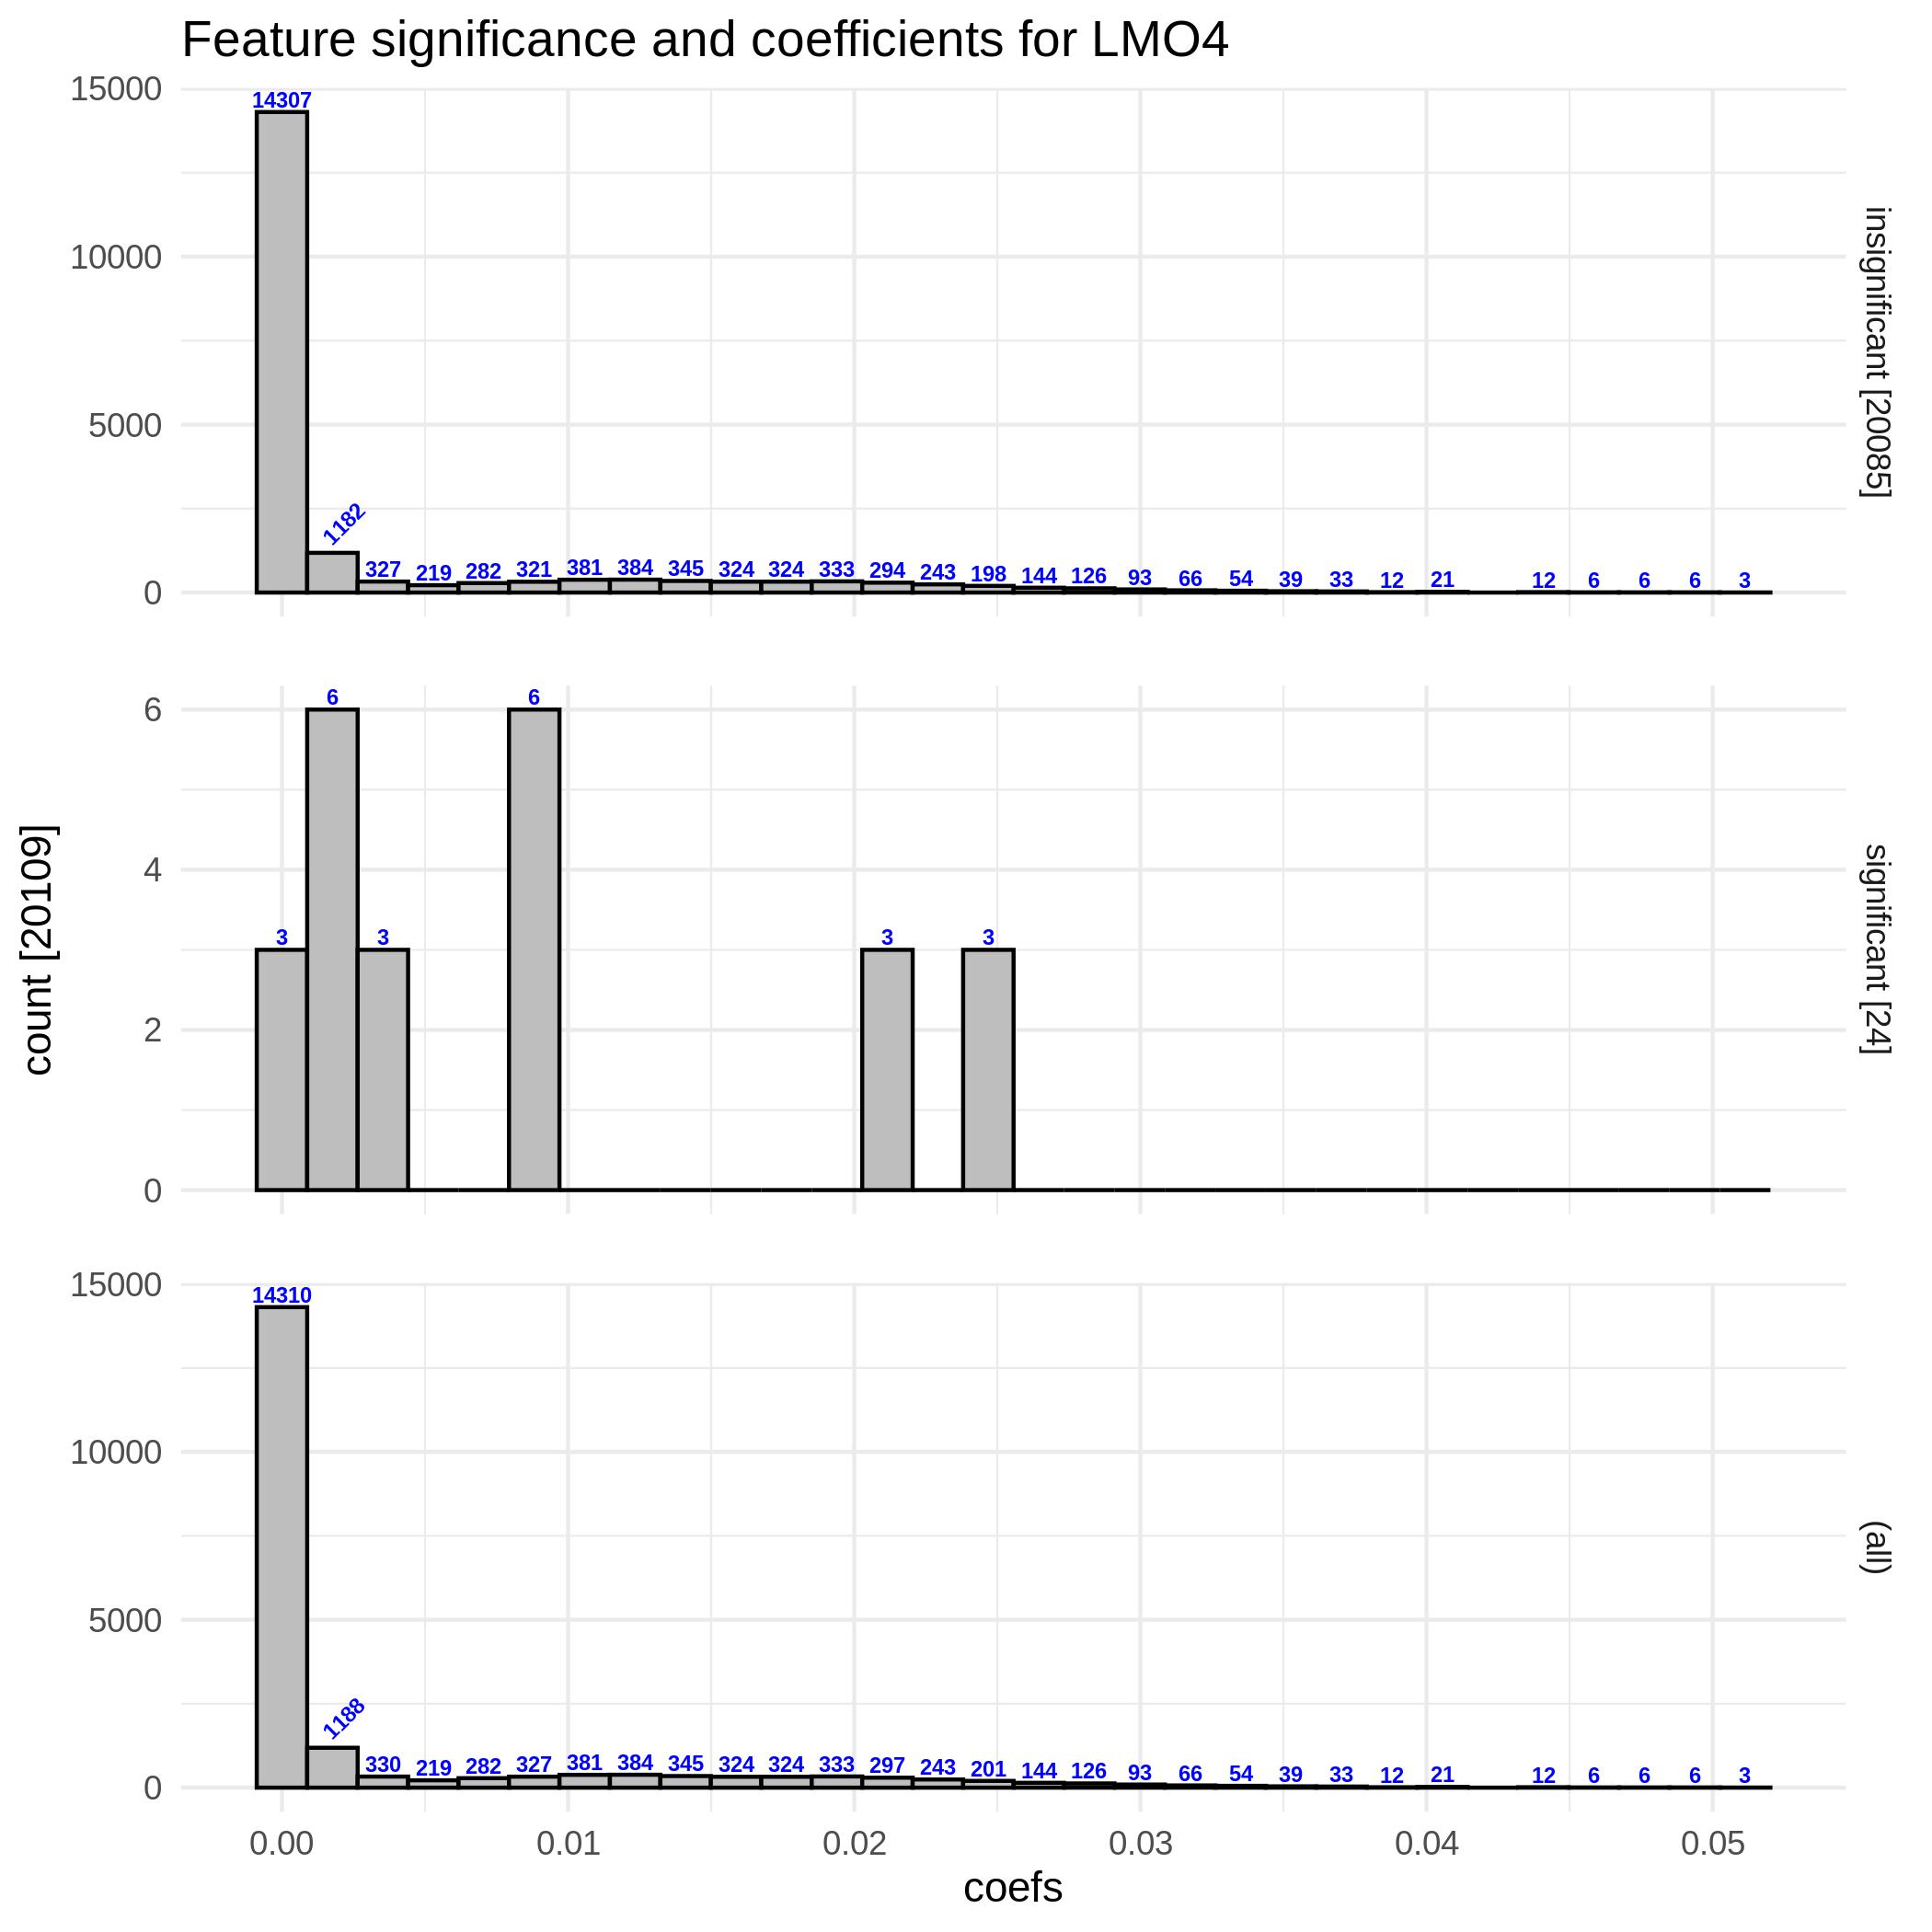 Feature significance and coefficients for LMO4
15000
14307
10000
5000
1182
327 219 282 321 381 384 345 324 324 333 294 243 198 144 126 93 66 54 39 33 12 21 12 6 6 6 3
0
insignificant [20085]
count [20109]
6
6 6
4
3 3 3 3
2
0
significant [24]
15000
14310
10000
5000
1188
330 219 282 327 381 384 345 324 324 333 297 243 201 144 126 93 66 54 39 33 12 21 12 6 6 6 3
0
(all)
0.00 0.01 0.02 0.03 0.04 0.05
coefs